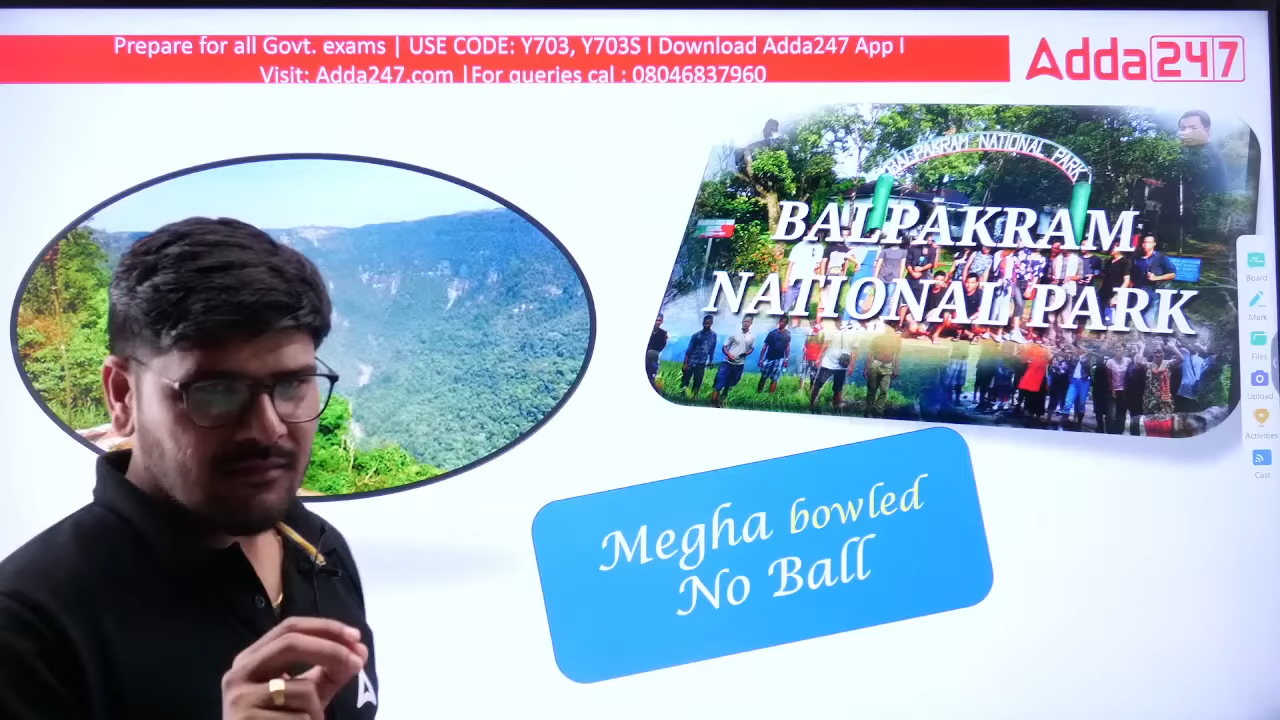 Prepare for all Govt. exams | USE CODE: Y703, Y703S I Download Adda247 App I
Visit: Adda247.com |For queries cal : 08046837960
Adda247
BALPAKRAM NATIONAL PARK
BALPAKRAM
NATIONAL PARK
Megha bowled
No Ball
Board
Mark
Files
Upload
Activities
Cast